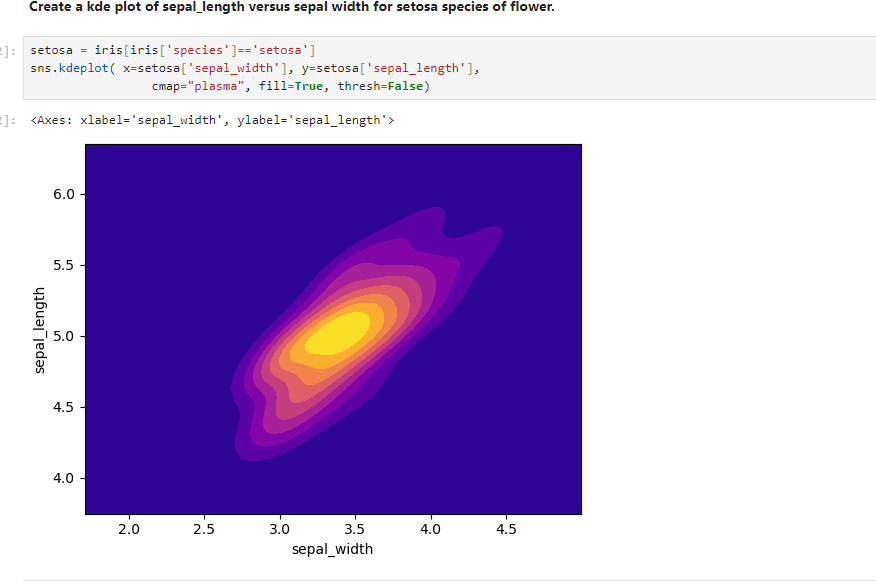 Create a kde plot of sepal_length versus sepal width for setosa species of flower.
2]:
setosa = iris[iris['species']=='setosa']
sns.kdeplot( x=setosa['sepal_width'], y=setosa['sepal_length'],
cmap="plasma", fill=True, thresh=False)
2]:
<Axes: xlabel='sepal_width', ylabel='sepal_length'>
6.0
5.5
5.0
4.5
4.0
sepal_length
2.0 2.5 3.0 3.5 4.0 4.5
sepal_width